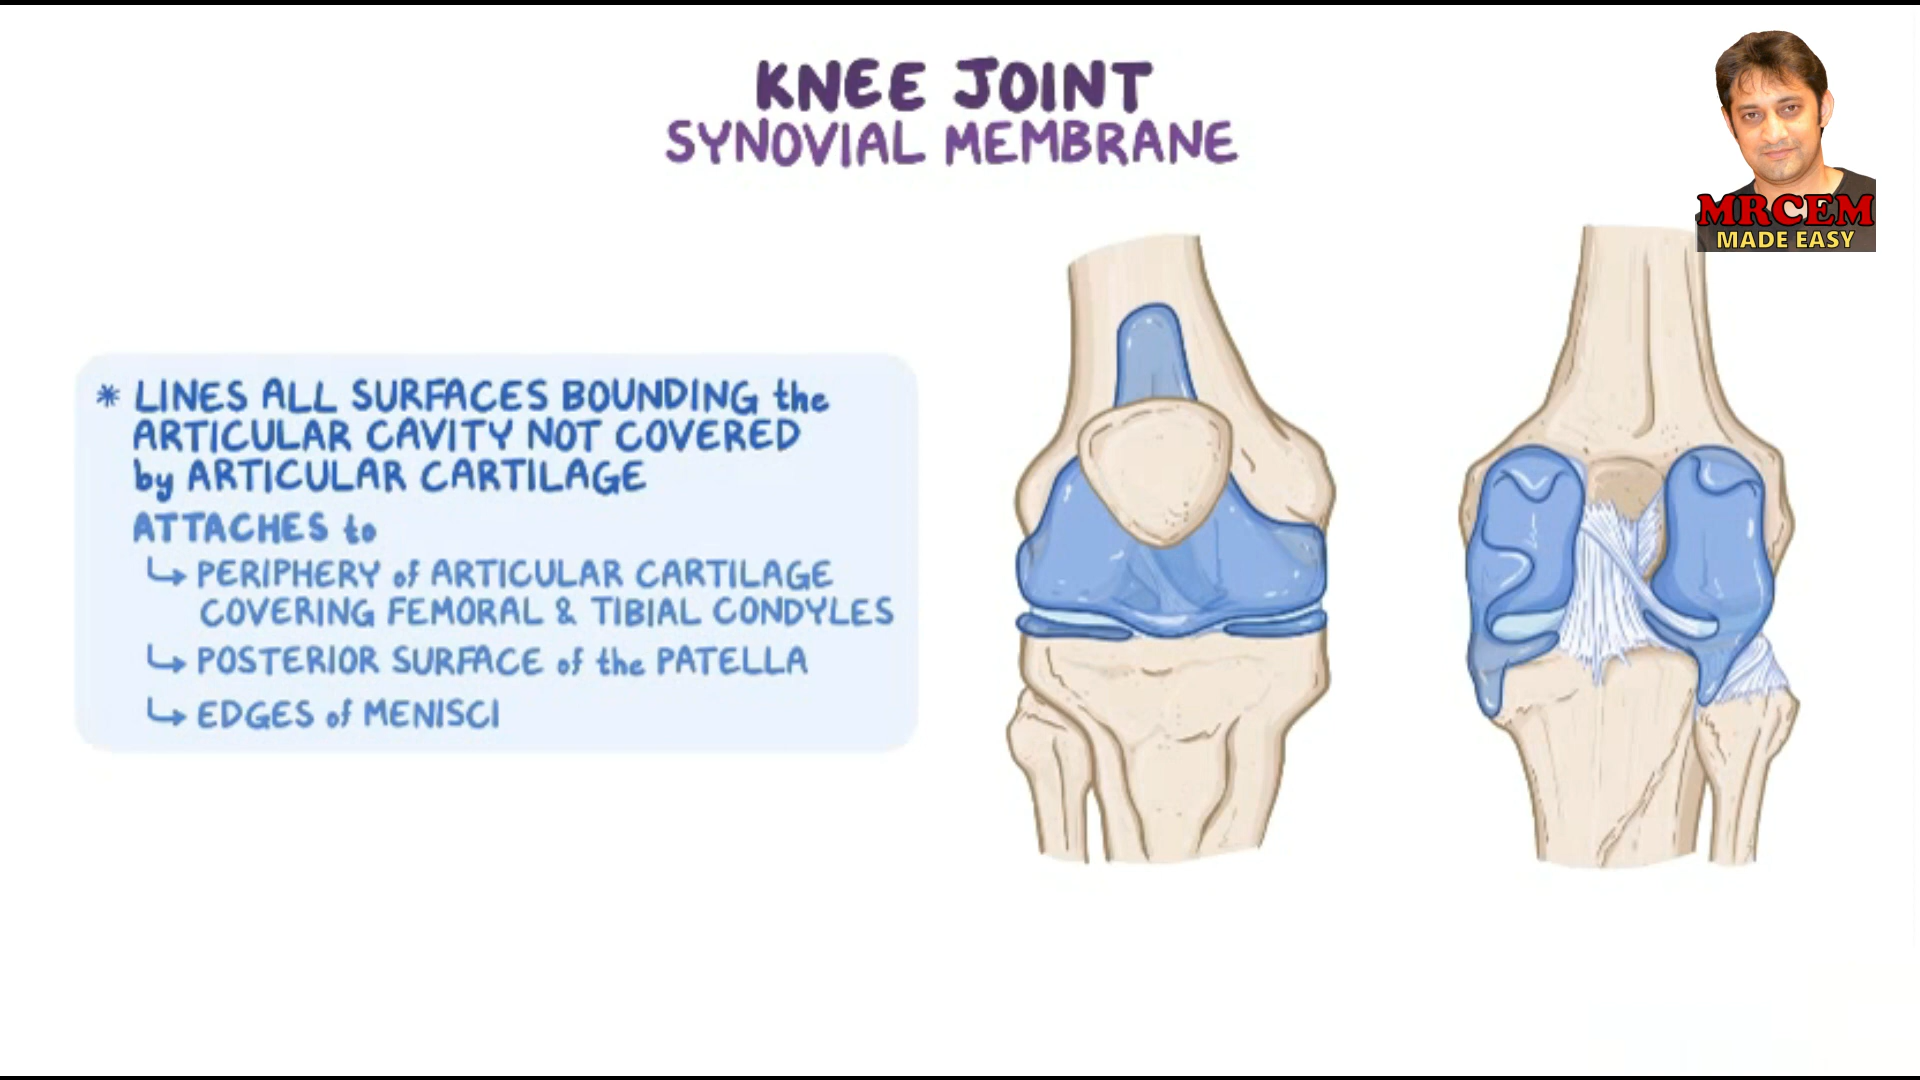 KNEE JOINT
SYNOVIAL MEMBRANE
MRCEM
MADE EASY
* LINES ALL SURFACES BOUNDING the
ARTICULAR CAVITY NOT COVERED
by ARTICULAR CARTILAGE
ATTACHES to
↳ PERIPHERY of ARTICULAR CARTILAGE
COVERING FEMORAL & TIBIAL CONDYLES
↳ POSTERIOR SURFACE of the PATELLA
↳ EDGES of MENISCI